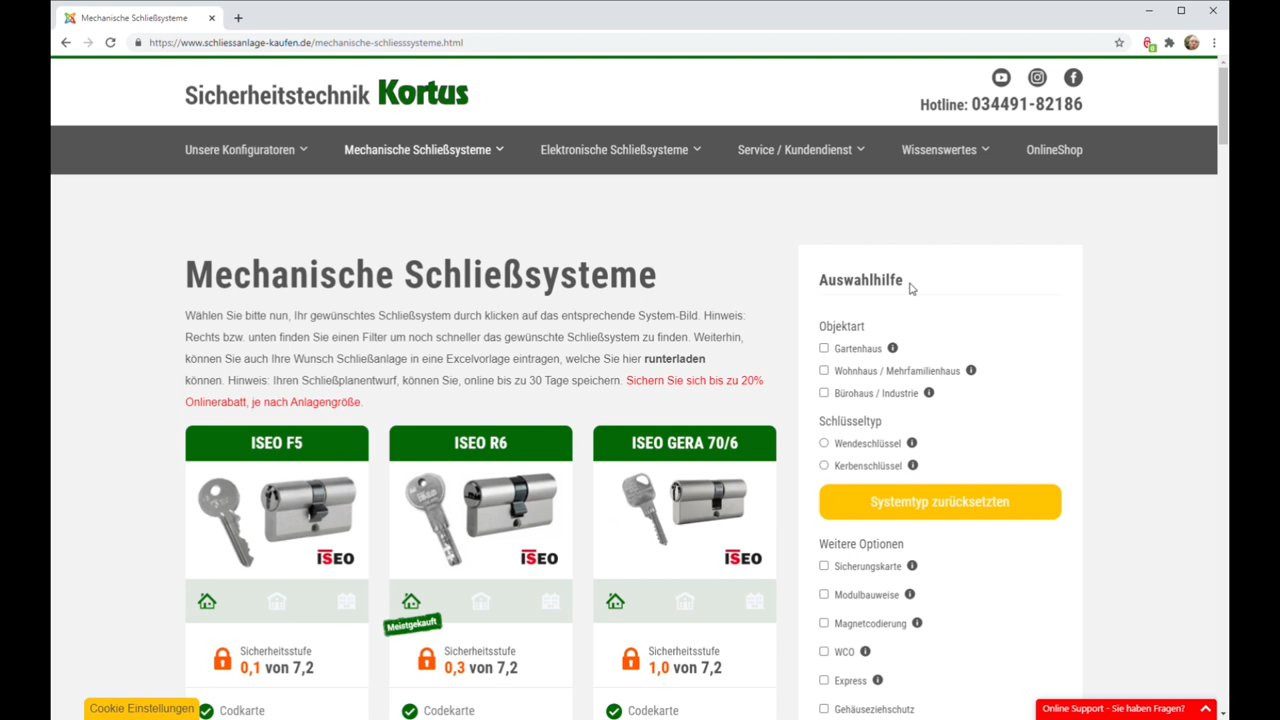 Mechanische Schließsysteme
https://www.schliessanlage-kaufen.de/mechanische-schliesssysteme.html
Sicherheitstechnik Kortus
Hotline: 034491-82186
Unsere Konfiguratoren Mechanische Schließsysteme Elektronische Schließsysteme Service / Kundendienst Wissenswertes OnlineShop
Mechanische Schließsysteme
Wählen Sie bitte nun, Ihr gewünschtes Schließsystem durch klicken auf das entsprechende System-Bild. Hinweis:
Rechts bzw. unten finden Sie einen Filter um noch schneller das gewünschte Schließsystem zu finden. Weiterhin,
können Sie auch Ihre Wunsch Schließanlage in eine Excelvorlage eintragen, welche Sie hier runterladen
können. Hinweis: Ihren Schließplanentwurf, können Sie, online bis zu 30 Tage speichern. Sichern Sie sich bis zu 20%
Onlinerabatt, je nach Anlagengröße.
ISEO F5
ISEO
Sicherheitsstufe
0,1 von 7,2
Codkarte
ISEO R6
ISEO
Meistgekauft
Sicherheitsstufe
0,3 von 7,2
Codekarte
ISEO GERA 70/6
ISEO
Sicherheitsstufe
1,0 von 7,2
Codekarte
Auswahlhilfe
Objektart
Gartenhaus
Wohnhaus / Mehrfamilienhaus
Bürohaus / Industrie
Schlüsseltyp
Wendeschlüssel
Kerbenschlüssel
Systemtyp zurücksetzten
Weitere Optionen
Sicherungskarte
Modulbauweise
Magnetcodierung
WCO
Express
Gehäuseziehschutz
Cookie Einstellungen
Online Support - Sie haben Fragen?